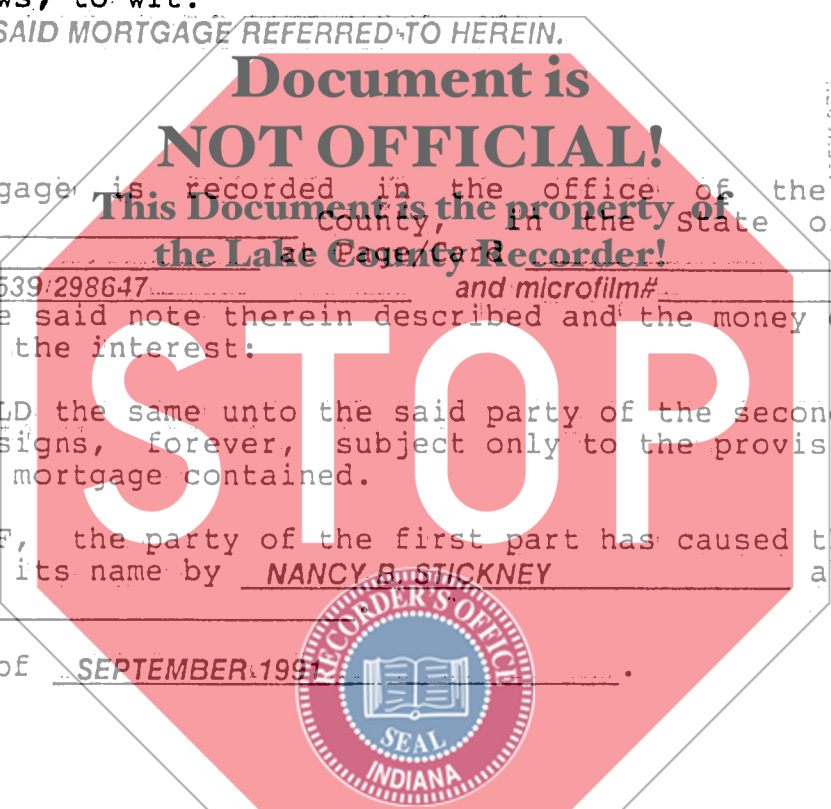 ws, to wit:
SAID MORTGAGE REFERRED TO HEREIN.
Document is
NOT OFFICIAL!
gage is recorded in the office of the
This Document is the property of
County, in the State o
the Lake County Recorder!
at Page/Card
539 298647 and microfilm#
e said note therein described and the money
the interest:
STOP
LD the same unto the said party of the second
signs, forever, subject only to the provis
mortgage contained.
F, the party of the first part has caused t
its name by NANCY B. STICKNEY a
of SEPTEMBER 1991 .
RECORDER'S OFFICE
SEAL
INDIANA